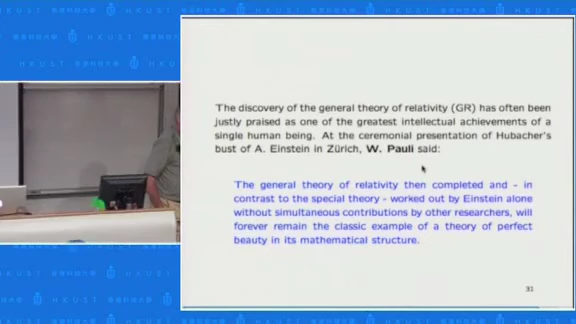 The discovery of the general theory of relativity (GR) has often been
justly praised as one of the greatest intellectual achievements of a
single human being. At the ceremonial presentation of Hubacher's
bust of A. Einstein in Zürich, W. Pauli said:
The general theory of relativity then completed and - in
contrast to the special theory - worked out by Einstein alone
without simultaneous contributions by other researchers, will
forever remain the classic example of a theory of perfect
beauty in its mathematical structure.
31
HKUST